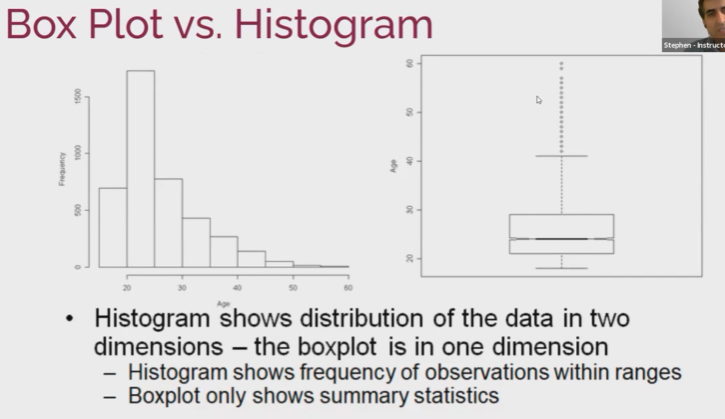 Box Plot vs. Histogram
Stephen - Instructo
Frequency
1500
1000
500
0
20 30 40 50 60
Age
Age
60
50
40
30
20
• Histogram shows distribution of the data in two
dimensions – the boxplot is in one dimension
– Histogram shows frequency of observations within ranges
– Boxplot only shows summary statistics